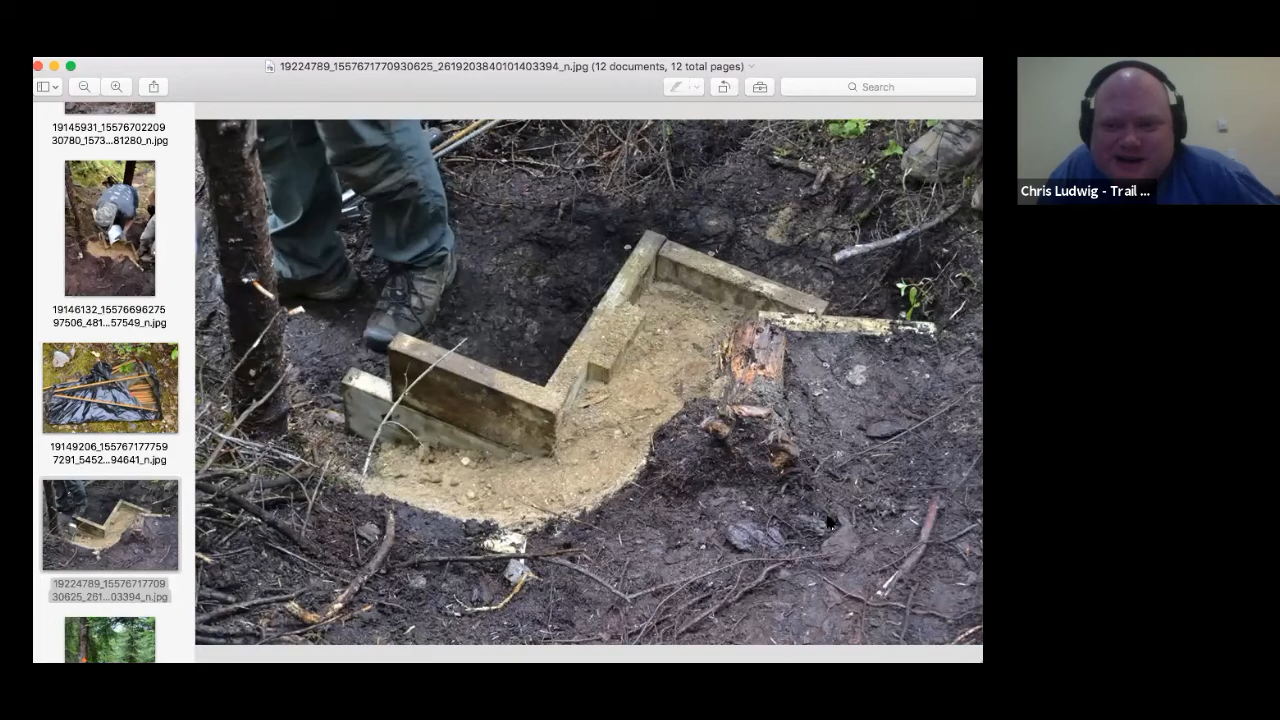 19224789_1557671770930625_2619203840101403394_n.jpg (12 documents, 12 total pages)
Search
19145931_15576702209
30780_1573...81280_n.jpg
19146132_15576696275
97506_481...57549_n.jpg
19149206_155767177759
7291_5452...94641_n.jpg
19224789_15576717709
30625_261...03394_n.jpg
Chris Ludwig - Trail ...